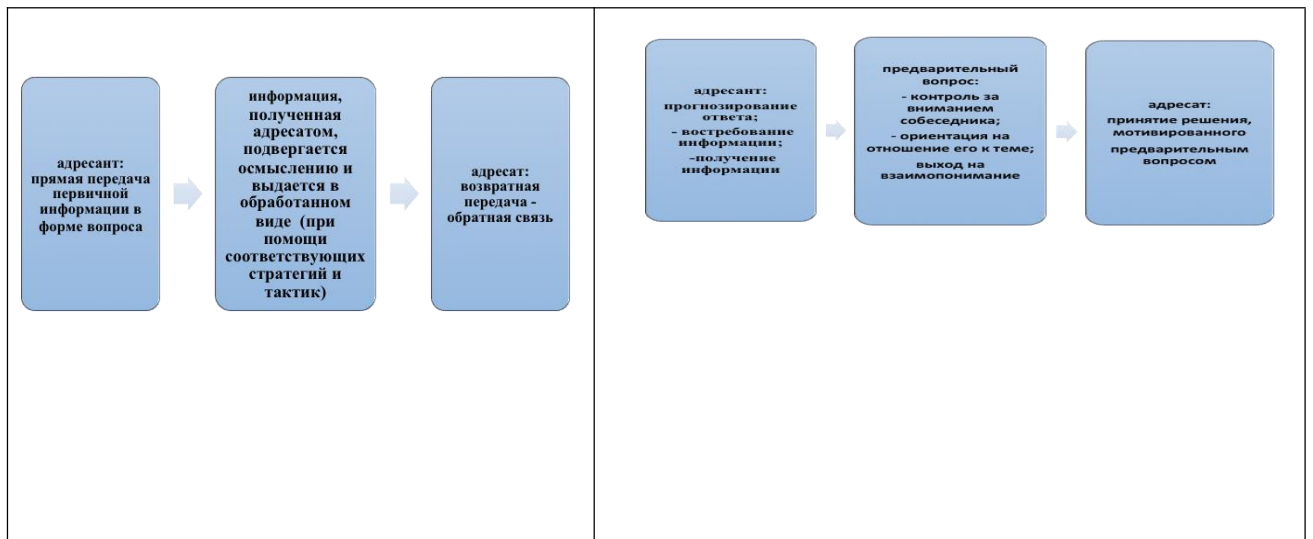 адресант:
прямая передача
первичной
информации в
форме вопроса
информация,
полученная
адресатом,
подвергается
осмыслению и
выдается в
обработанном
виде (при
помощи
соответствующих
стратегий и
тактик)
адресат:
возвратная
передача -
обратная связь
адресант:
прогнозирование
ответа;
- востребование
информации;
-получение
информации
предварительный
вопрос:
- контроль за
вниманием
собеседника;
- ориентация на
отношение его к теме;
выход на
взаимопонимание
адресат:
принятие решения,
мотивированного
предварительным
вопросом